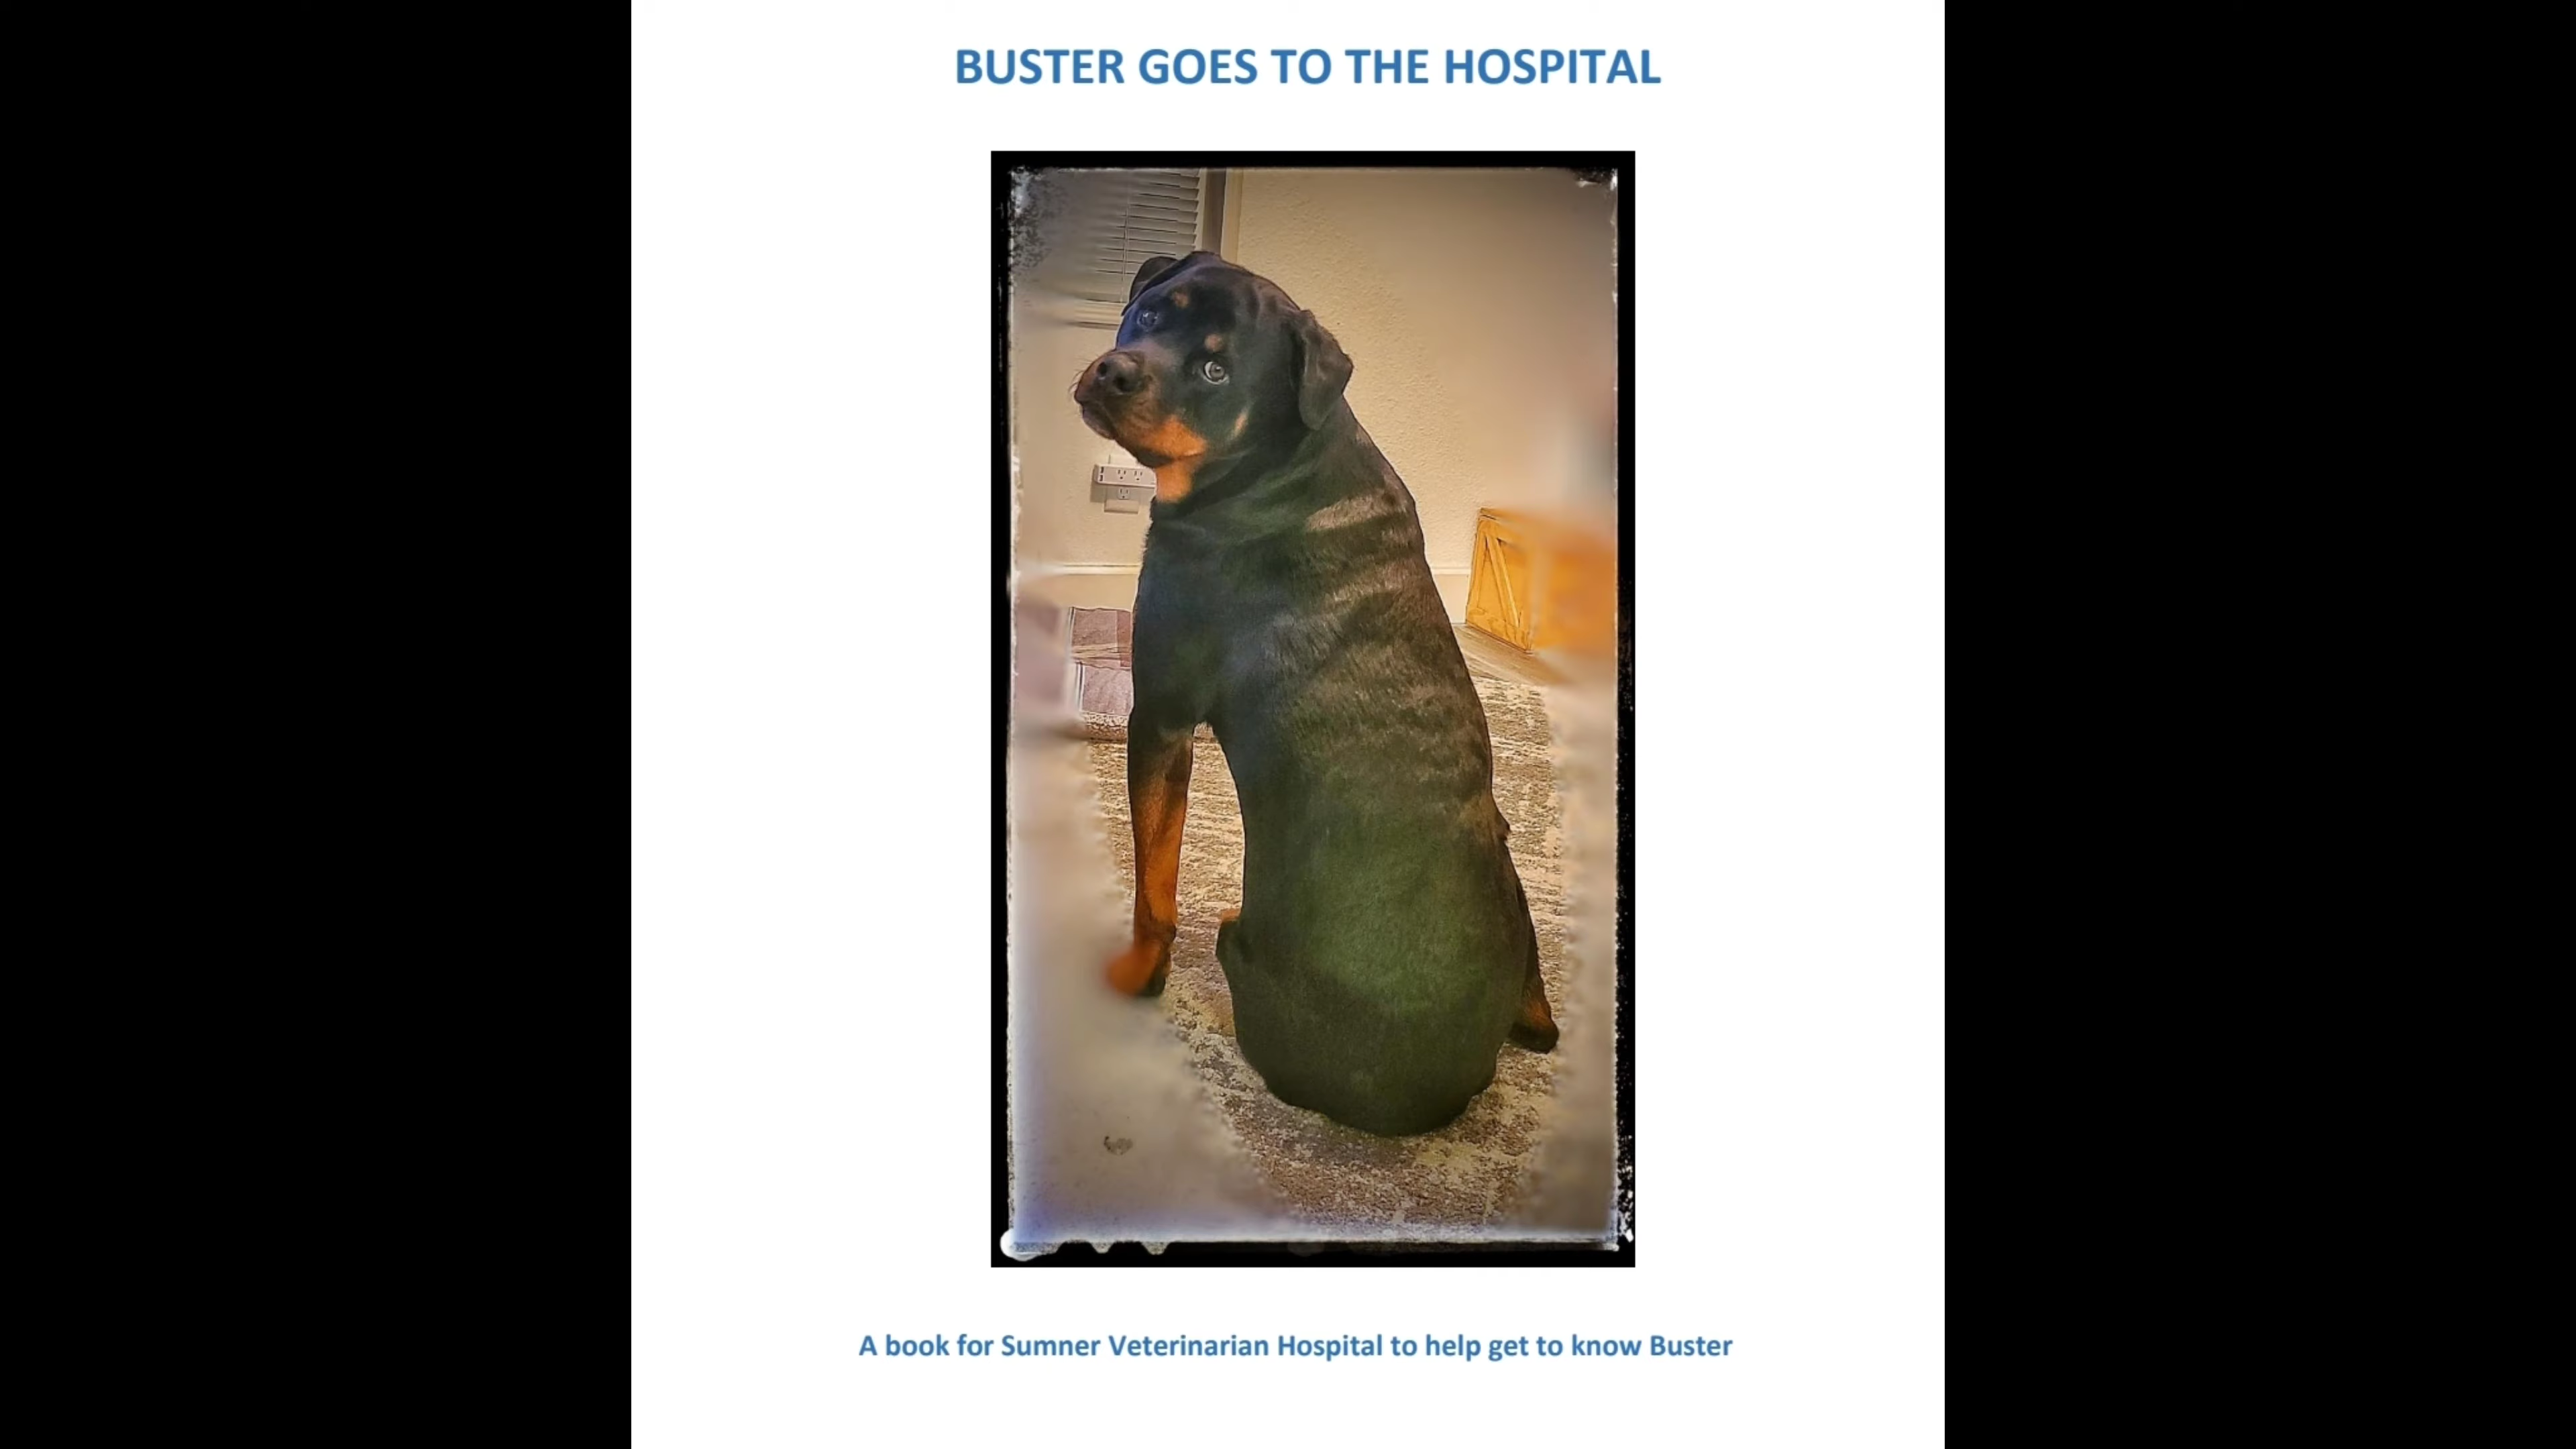 BUSTER GOES TO THE HOSPITAL
A book for Sumner Veterinarian Hospital to help get to know Buster